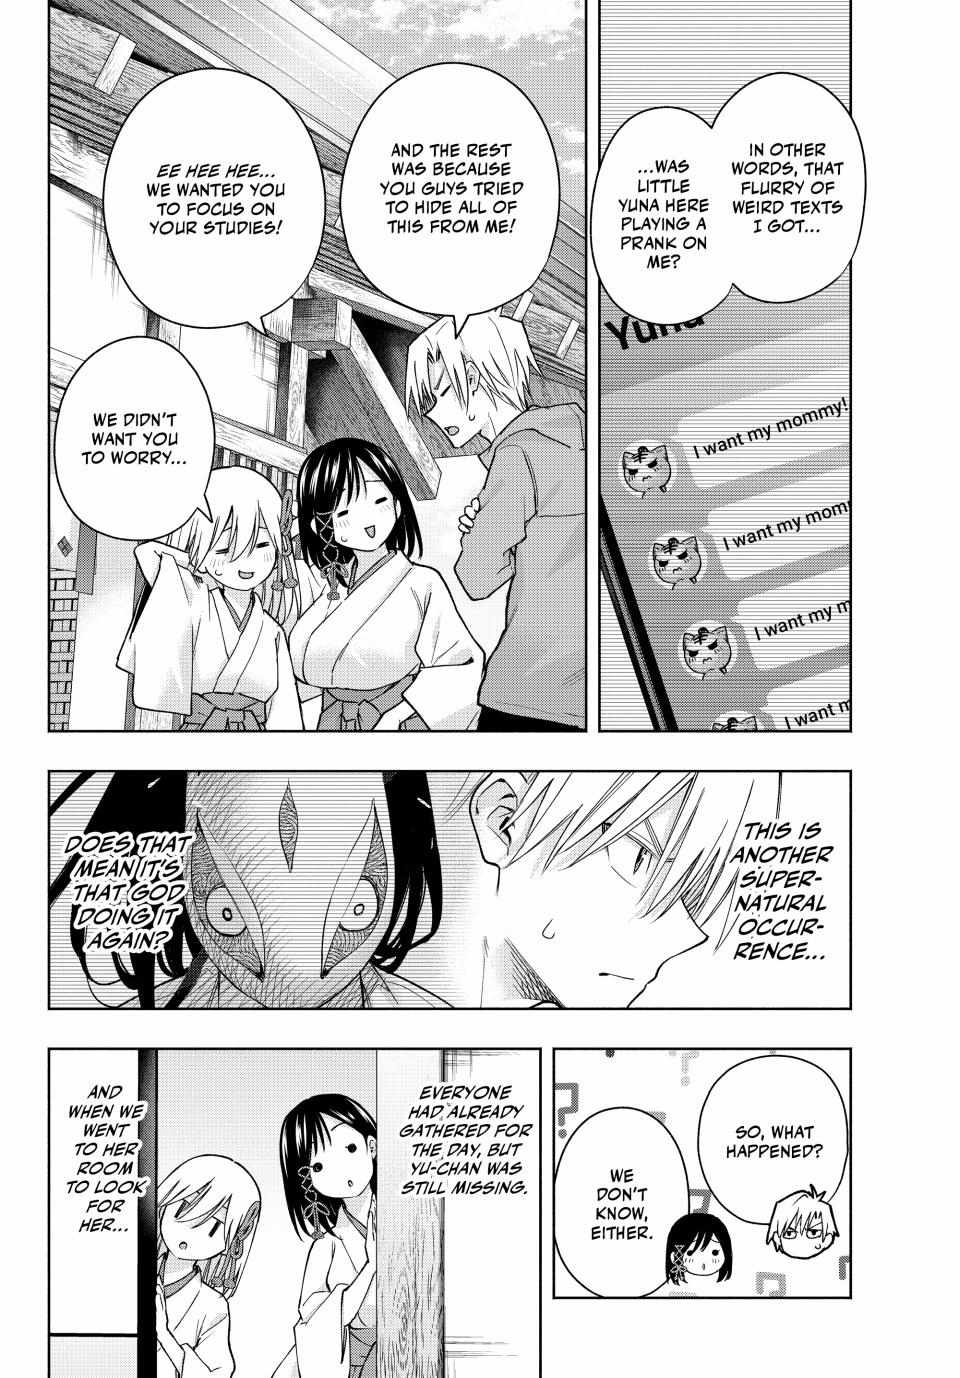 IN OTHER
WORDS, THAT
FLURRY OF
WEIRD TEXTS
I GOT...
...WAS
LITTLE
YUNA HERE
PLAYING A
PRANK ON
ME?
Yuna
I want my mommy!
I want my momm
I want my m
I want m
AND THE REST
WAS BECAUSE
YOU GUYS TRIED
TO HIDE ALL OF
THIS FROM ME!
EE HEE HEE...
WE WANTED YOU
TO FOCUS ON
YOUR STUDIES!
WE DIDN'T
WANT YOU
TO WORRY...
THIS IS
ANOTHER
SUPER-
NATURAL
OCCUR-
RENCE...
DOES THAT
MEAN IT'S
THAT GOD
DOING IT
AGAIN?
SO, WHAT
HAPPENED?
WE
DON'T
KNOW,
EITHER.
EVERYONE
HAD ALREADY
GATHERED FOR
THE DAY, BUT
YU-CHAN WAS
STILL MISSING.
AND
WHEN WE
WENT
TO HER
ROOM
TO LOOK
FOR
HER...